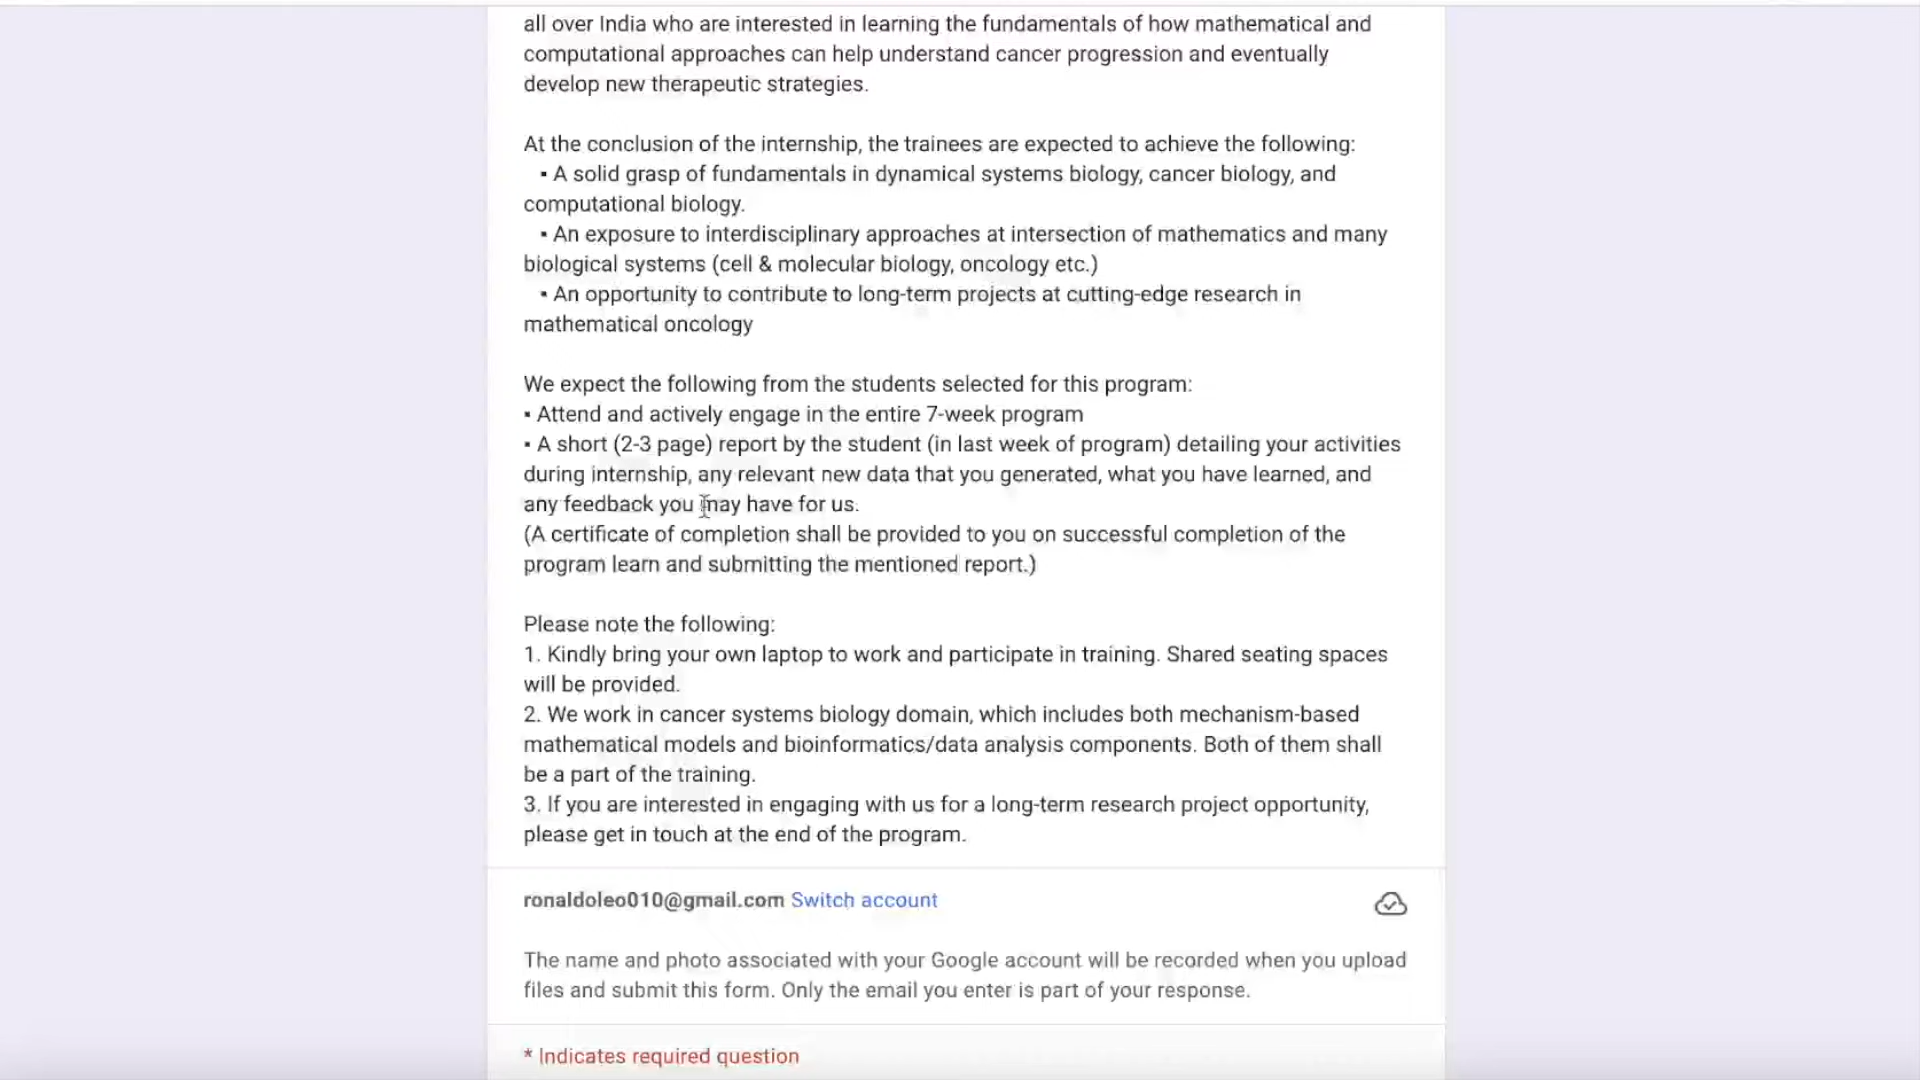 all over India who are interested in learning the fundamentals of how mathematical and
computational approaches can help understand cancer progression and eventually
develop new therapeutic strategies.
At the conclusion of the internship, the trainees are expected to achieve the following:
▪ A solid grasp of fundamentals in dynamical systems biology, cancer biology, and
computational biology.
▪ An exposure to interdisciplinary approaches at intersection of mathematics and many
biological systems (cell & molecular biology, oncology etc.)
▪ An opportunity to contribute to long-term projects at cutting-edge research in
mathematical oncology
We expect the following from the students selected for this program:
▪ Attend and actively engage in the entire 7-week program
▪ A short (2-3 page) report by the student (in last week of program) detailing your activities
during internship, any relevant new data that you generated, what you have learned, and
any feedback you may have for us.
(A certificate of completion shall be provided to you on successful completion of the
program learn and submitting the mentioned report.)
Please note the following:
1. Kindly bring your own laptop to work and participate in training. Shared seating spaces
will be provided.
2. We work in cancer systems biology domain, which includes both mechanism-based
mathematical models and bioinformatics/data analysis components. Both of them shall
be a part of the training.
3. If you are interested in engaging with us for a long-term research project opportunity,
please get in touch at the end of the program.
ronaldoleo010@gmail.com Switch account
The name and photo associated with your Google account will be recorded when you upload
files and submit this form. Only the email you enter is part of your response.
* Indicates required question